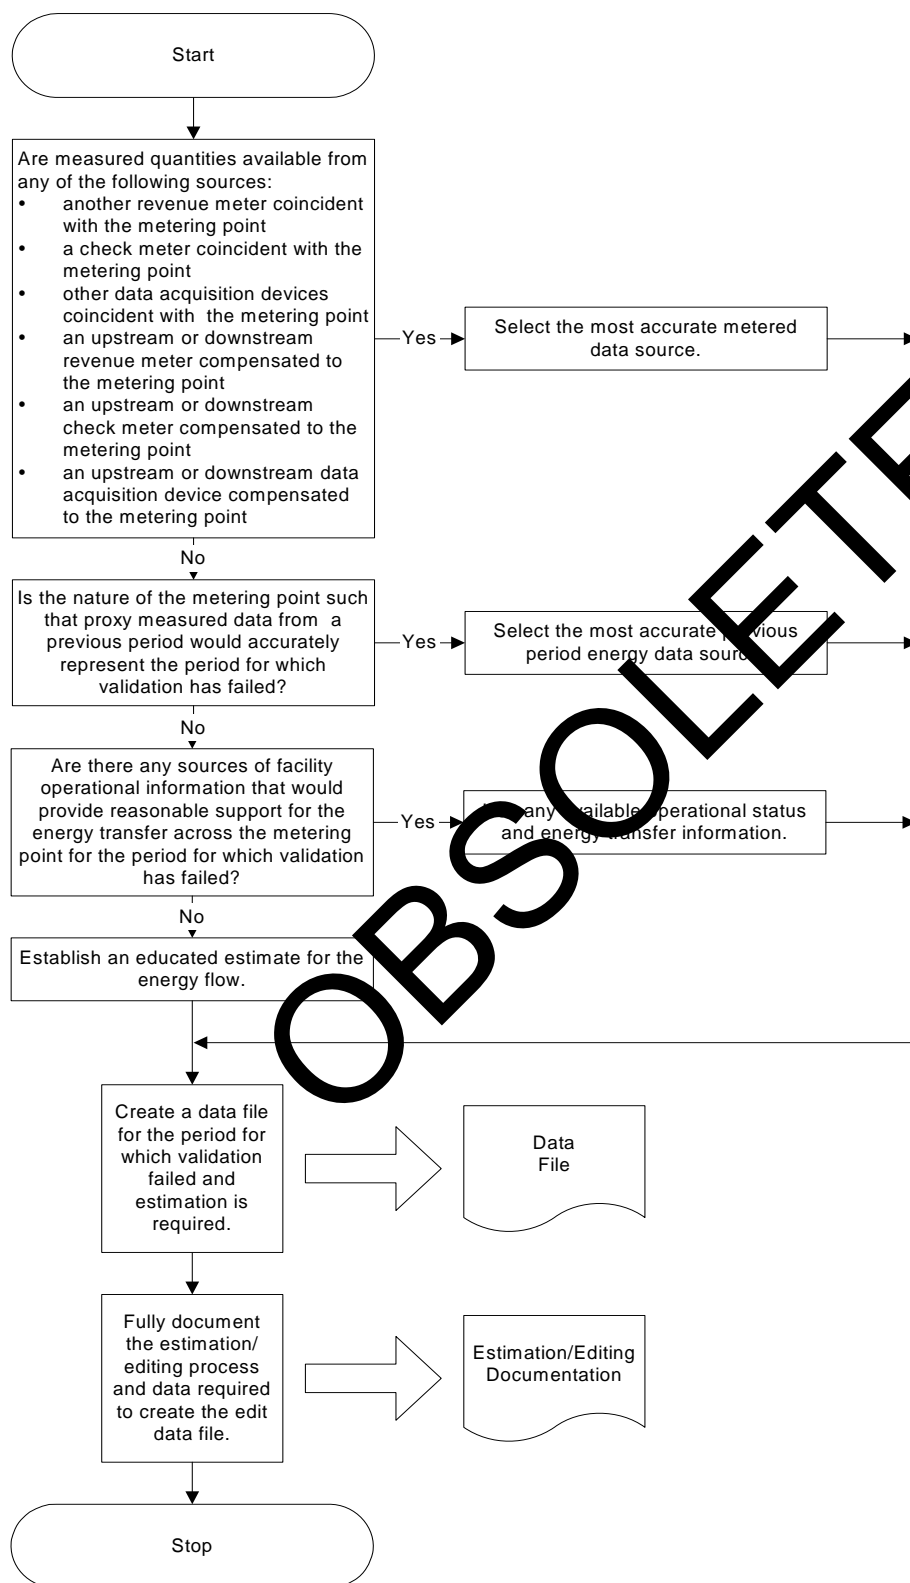 Start
Are measured quantities available from
any of the following sources:
• another revenue meter coincident
with the metering point
• a check meter coincident with the
metering point
• other data acquisition devices
coincident with the metering point
• an upstream or downstream
revenue meter compensated to
the metering point
• an upstream or downstream
check meter compensated to the
metering point
• an upstream or downstream data
acquisition device compensated
to the metering point
Yes
Select the most accurate metered
data source.
No
Is the nature of the metering point such
that proxy measured data from a
previous period would accurately
represent the period for which
validation has failed?
Yes
Select the most accurate previous
period energy data source
No
Are there any sources of facility
operational information that would
provide reasonable support for the
energy transfer across the metering
point for the period for which validation
has failed?
Yes
any available operational status
and energy transfer information.
No
Establish an educated estimate for the
energy flow.
Create a data file
for the period for
which validation
failed and
estimation is
required.
Data
File
Fully document
the estimation/
editing process
and data required
to create the edit
data file.
Estimation/Editing
Documentation
Stop
OBSOLETE